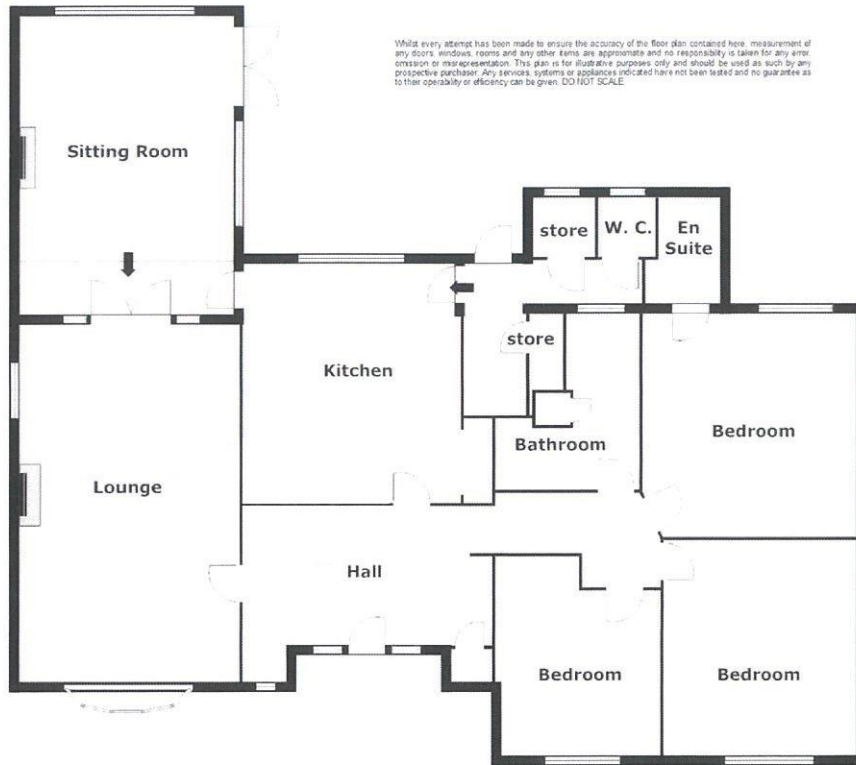 Whilst every attempt has been made to ensure the accuracy of the floor plan contained here, measurement of
any doors, windows, rooms and any other items are approximate and no responsibility is taken for any error,
omission or misrepresentation. This plan is for illustrative purposes only and should be used as such by any
prospective purchaser. Any services, systems or appliances indicated have not been tested and no guarantee as
to their operability or efficiency can be given. DO NOT SCALE
Sitting Room
store
W. C.
En
Suite
store
Kitchen
Bathroom
Bedroom
Lounge
Hall
Bedroom
Bedroom